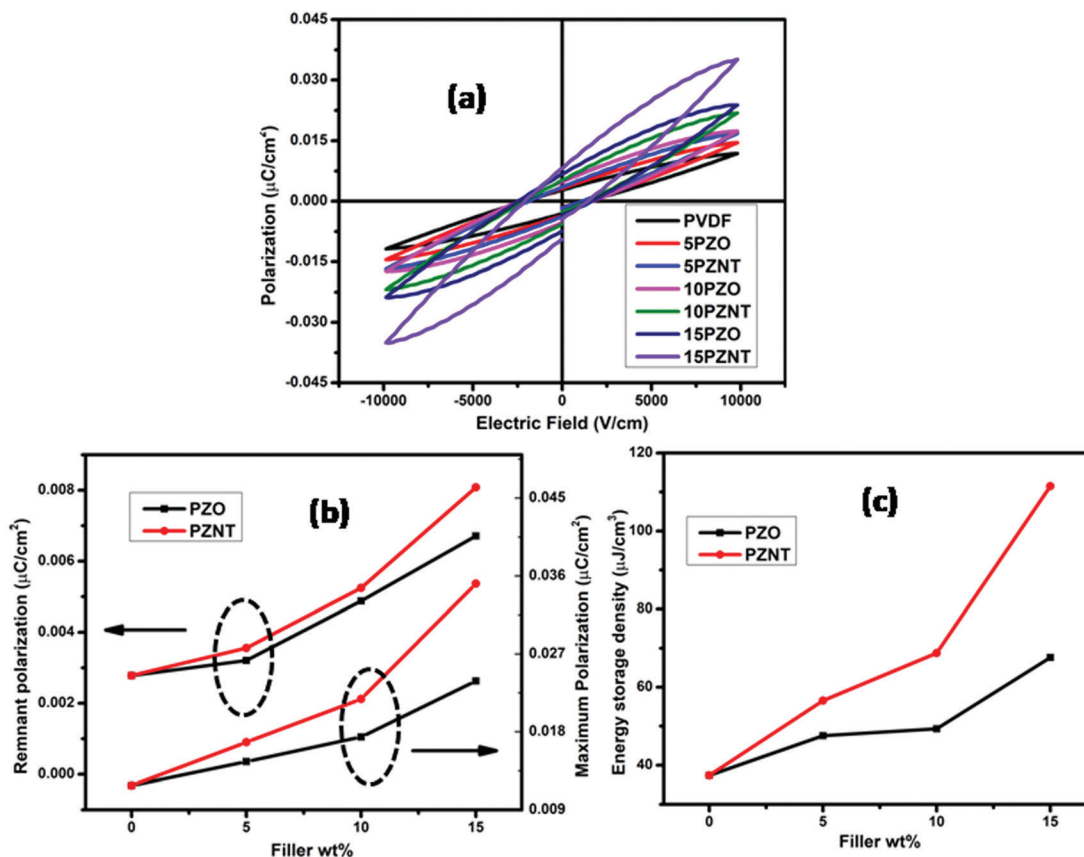 (a)
Polarization (μC/cm²)
0.045
0.030
0.015
0.000
-0.015
-0.030
-0.045
PVDF
5PZO
5PZNT
10PZO
10PZNT
15PZO
15PZNT
-10000 -5000 0 5000 10000
Electric Field (V/cm)
(b)
Remnant polarization (μC/cm²)
0.008
0.006
0.004
0.002
0.000
PZO
PZNT
0.045
0.036
0.027
0.018
0.009
Maximum Polarization (μC/cm²)
0 5 10 15
Filler wt%
(c)
Energy storage density (μJ/cm³)
120
100
80
60
40
PZO
PZNT
0 5 10 15
Filler wt%